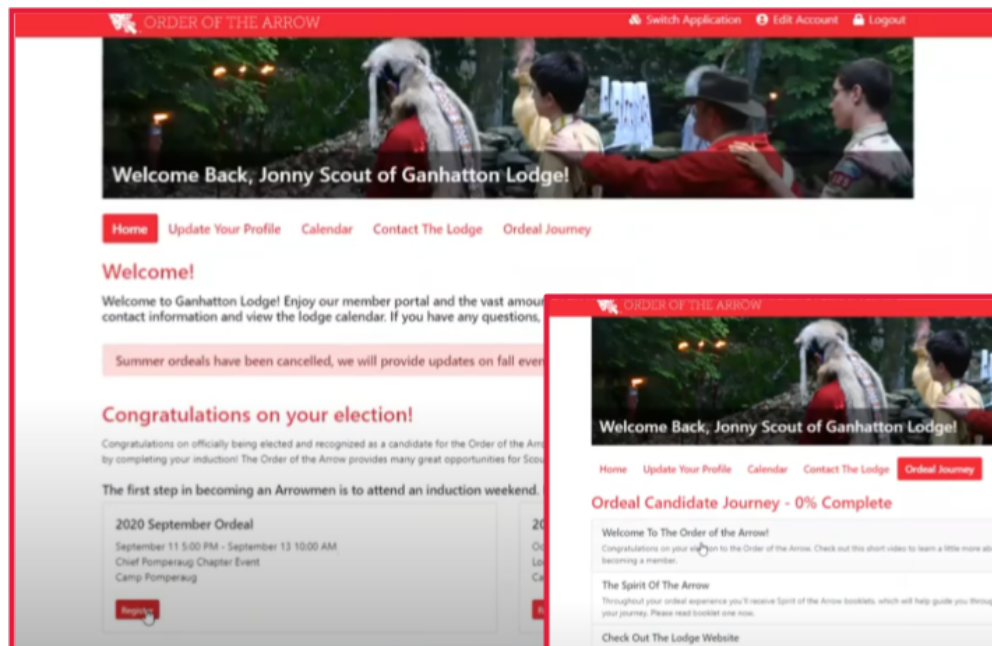 ORDER OF THE ARROW
Switch Application Edit Account Logout
Welcome Back, Jonny Scout of Ganhatton Lodge!
Home Update Your Profile Calendar Contact The Lodge Ordeal Journey
Welcome!
Welcome to Ganhatton Lodge! Enjoy our member portal and the vast amour
contact information and view the lodge calendar. If you have any questions,
Summer ordeals have been cancelled, we will provide updates on fall even
Congratulations on your election!
Congratulations on officially being elected and recognized as a candidate for the Order of the Arro
by completing your induction! The Order of the Arrow provides many great opportunities for Scou
The first step in becoming an Arrowmen is to attend an induction weekend.
2020 September Ordeal
September 11 5:00 PM - September 13 10:00 AM
Chief Pomperaug Chapter Event
Camp Pomperaug
Register
20
Oc
Lo
Ca
ORDER OF THE ARROW
Welcome Back, Jonny Scout of Ganhatton Lodge!
Home Update Your Profile Calendar Contact The Lodge Ordeal Journey
Ordeal Candidate Journey - 0% Complete
Welcome To The Order of the Arrow!
Congratulations on your election to the Order of the Arrow. Check out this short video to learn a little more abo
becoming a member.
The Spirit Of The Arrow
Throughout your ordeal experience you'll receive Spirit of the Arrow booklets, which will help guide you throug
your journey. Please read booklet one now.
Check Out The Lodge Website